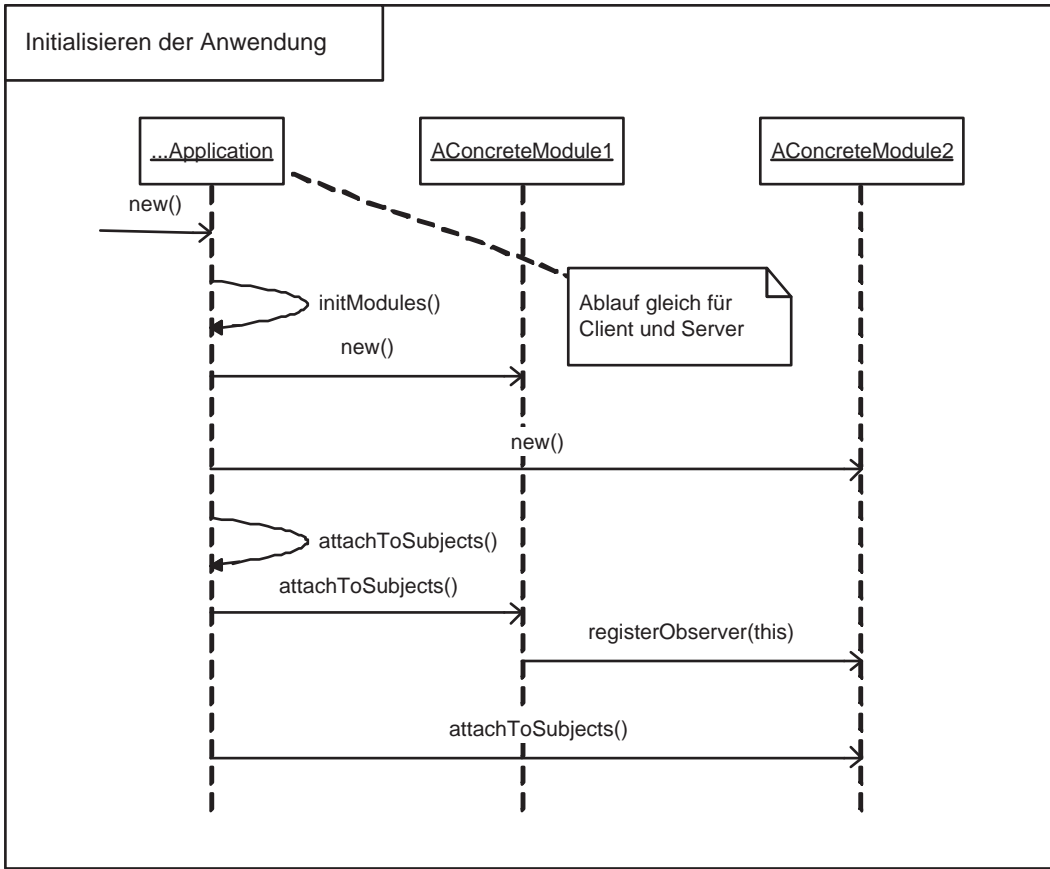 Initialisieren der Anwendung
...Application
AConcreteModule1
AConcreteModule2
new()
initModules()
Ablauf gleich für
Client und Server
new()
new()
attachToSubjects()
attachToSubjects()
registerObserver(this)
attachToSubjects()